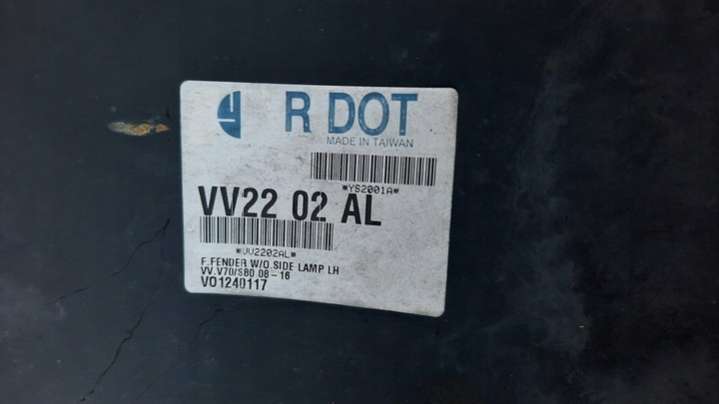 R DOT
MADE IN TAIWAN
*YS2001A*
VV22 02 AL
*VV2202AL*
F.FENDER W/O.SIDE LAMP LH
VV.V70/S80 08-16
VO1240117